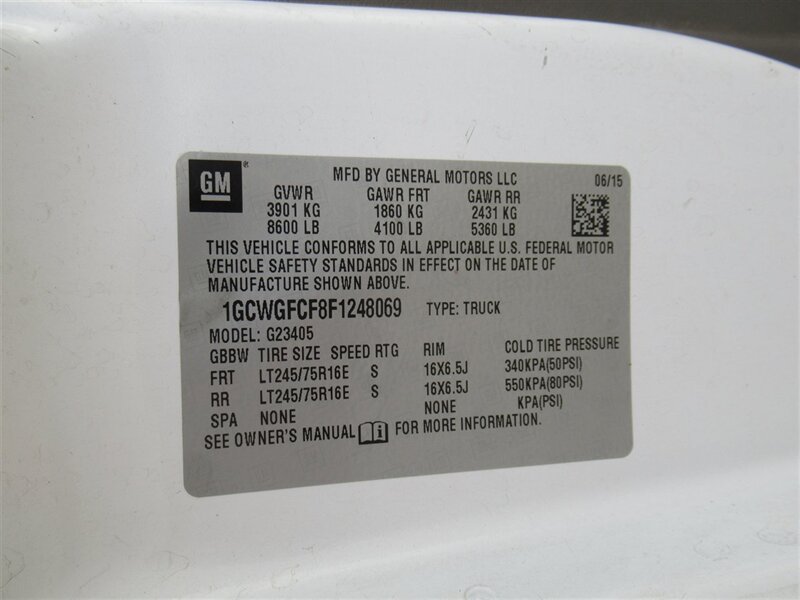 GM ®
MFD BY GENERAL MOTORS LLC 06/15
GVWR GAWR FRT GAWR RR
3901 KG 1860 KG 2431 KG
8600 LB 4100 LB 5360 LB
THIS VEHICLE CONFORMS TO ALL APPLICABLE U.S. FEDERAL MOTOR
VEHICLE SAFETY STANDARDS IN EFFECT ON THE DATE OF
MANUFACTURE SHOWN ABOVE.
1GCWGFCF8F1248069 TYPE: TRUCK
MODEL: G23405
GBBW TIRE SIZE SPEED RTG RIM COLD TIRE PRESSURE
FRT LT245/75R16E S 16X6.5J 340KPA(50PSI)
RR LT245/75R16E S 16X6.5J 550KPA(80PSI)
SPA NONE NONE KPA(PSI)
SEE OWNER'S MANUAL i FOR MORE INFORMATION.